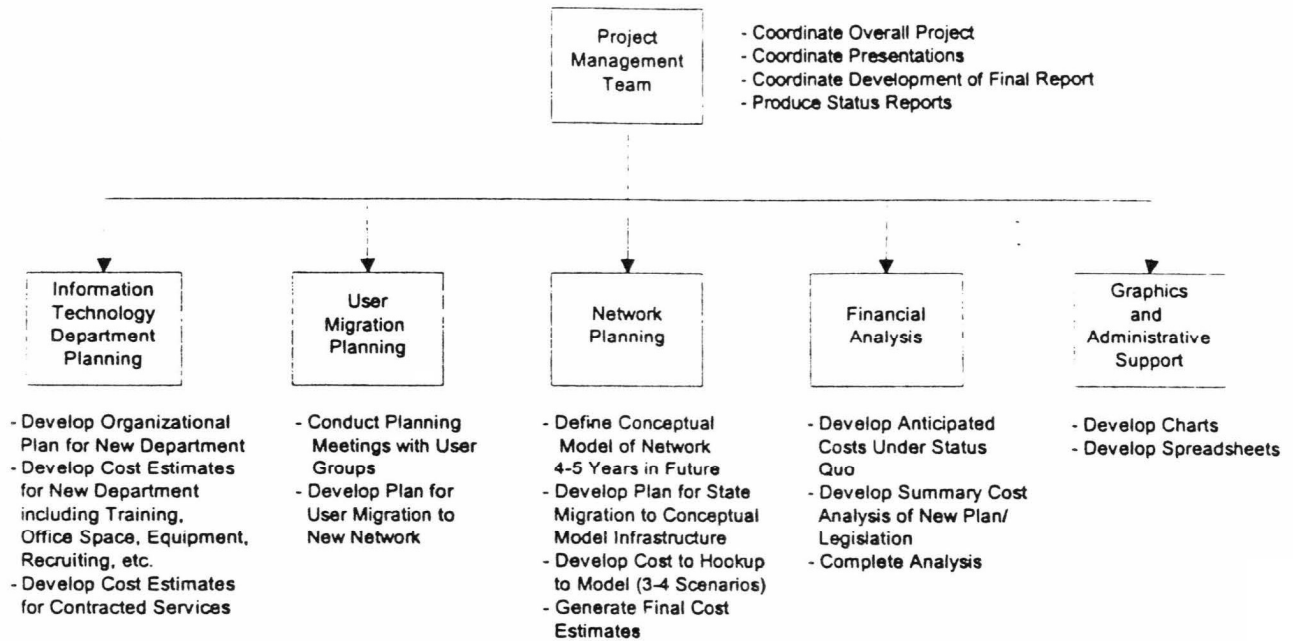 Project
Management
Team
- Coordinate Overall Project
- Coordinate Presentations
- Coordinate Development of Final Report
- Produce Status Reports
Information
Technology
Department
Planning
- Develop Organizational
Plan for New Department
- Develop Cost Estimates
for New Department
including Training,
Office Space, Equipment,
Recruiting, etc.
- Develop Cost Estimates
for Contracted Services
User
Migration
Planning
- Conduct Planning
Meetings with User
Groups
- Develop Plan for
User Migration to
New Network
Network
Planning
- Define Conceptual
Model of Network
4-5 Years in Future
- Develop Plan for State
Migration to Conceptual
Model Infrastructure
- Develop Cost to Hookup
to Model (3-4 Scenarios)
- Generate Final Cost
Estimates
Financial
Analysis
- Develop Anticipated
Costs Under Status
Quo
- Develop Summary Cost
Analysis of New Plan/
Legislation
- Complete Analysis
Graphics
and
Administrative
Support
- Develop Charts
- Develop Spreadsheets